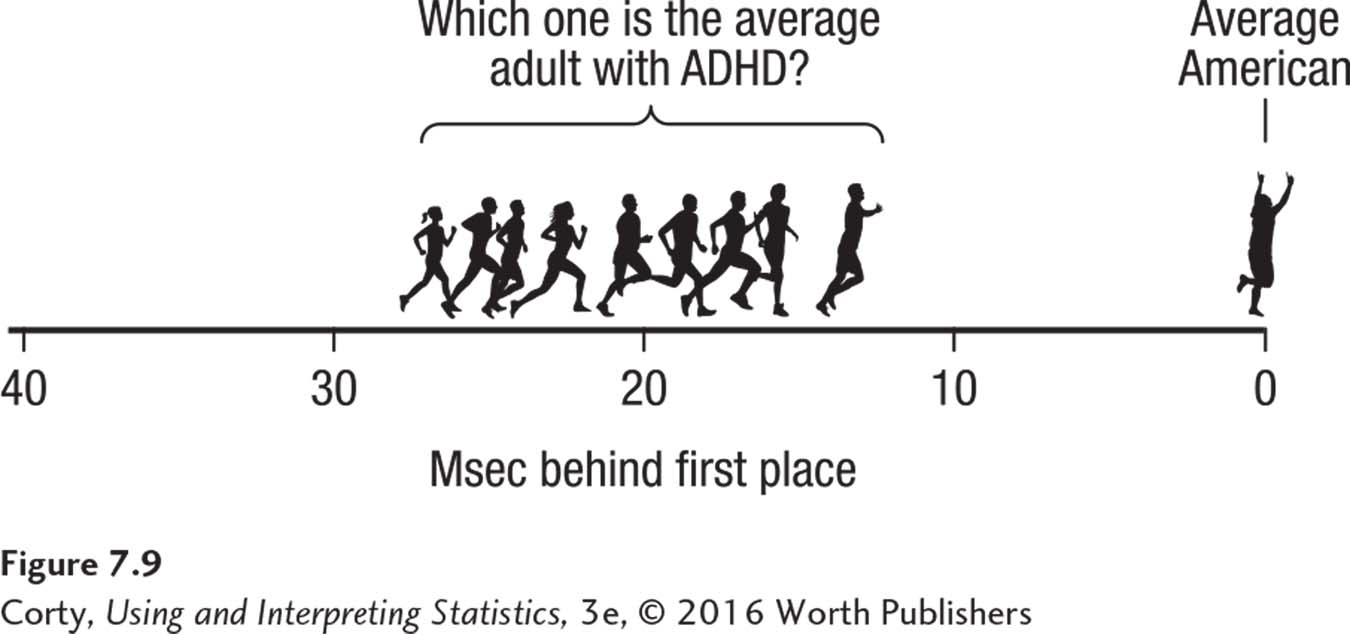 Which one is the average
adult with ADHD?
Average
American
40 30 20 10 0
Msec behind first place
Figure 7.9
Corty, Using and Interpreting Statistics, 3e, © 2016 Worth Publishers